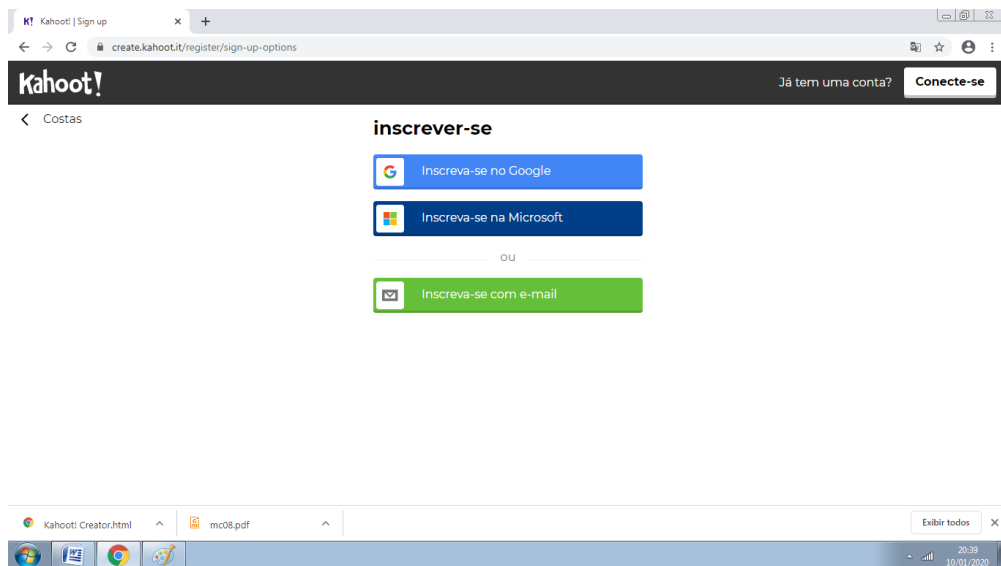 K! Kahoot! | Sign up
create.kahoot.it/register/sign-up-options
Kahoot!
Já tem uma conta?
Conecte-se
Costas
inscrever-se
Inscreva-se no Google
Inscreva-se na Microsoft
ou
Inscreva-se com e-mail
Kahoot! Creator.html
mc08.pdf
Exibir todos
20:39
10/01/2020